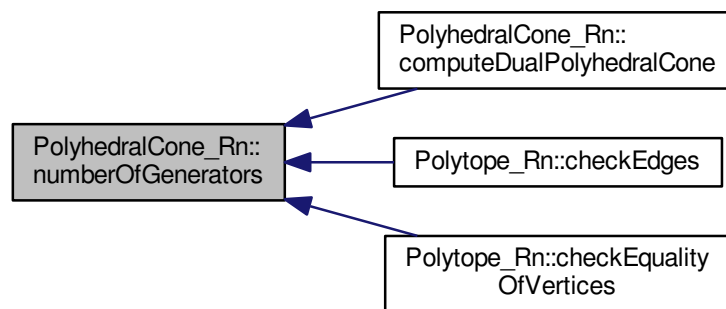 PolyhedralCone_Rn::
computeDualPolyhedralCone
PolyhedralCone_Rn::
numberOfGenerators
Polytope_Rn::checkEdges
Polytope_Rn::checkEquality
OfVertices